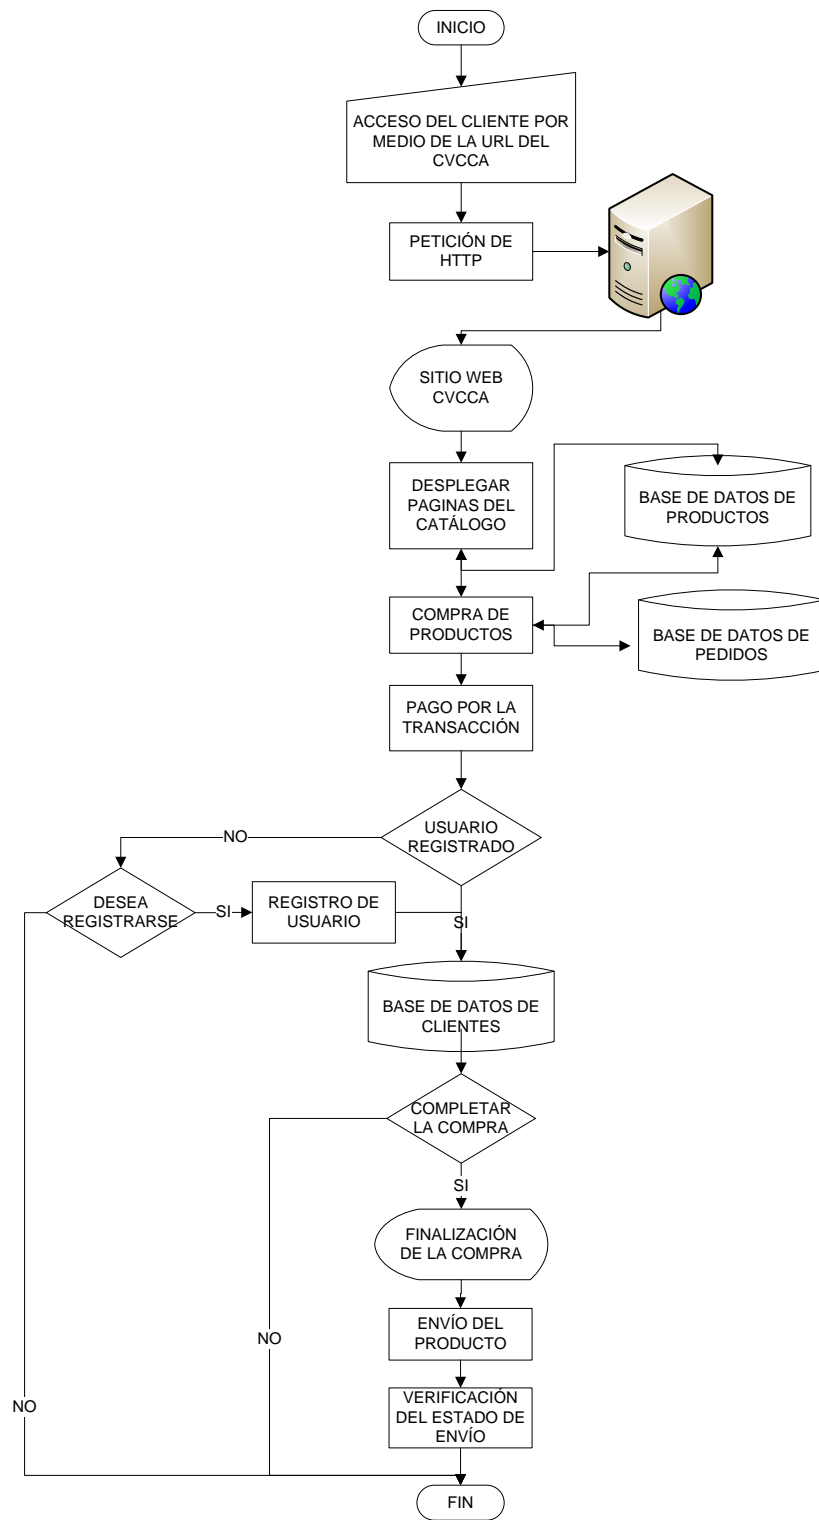 INICIO
ACCESO DEL CLIENTE POR
MEDIO DE LA URL DEL
CVCCA
PETICIÓN DE
HTTP
SITIO WEB
CVCCA
DESPLEGAR
PAGINAS DEL
CATÁLOGO
BASE DE DATOS DE
PRODUCTOS
COMPRA DE
PRODUCTOS
BASE DE DATOS DE
PEDIDOS
PAGO POR LA
TRANSACCIÓN
USUARIO
REGISTRADO
NO
DESEA
REGISTRARSE
SI
REGISTRO DE
USUARIO
SI
BASE DE DATOS DE
CLIENTES
COMPLETAR
LA COMPRA
SI
FINALIZACIÓN
DE LA COMPRA
ENVÍO DEL
PRODUCTO
NO
VERIFICACIÓN
DEL ESTADO DE
ENVÍO
NO
FIN